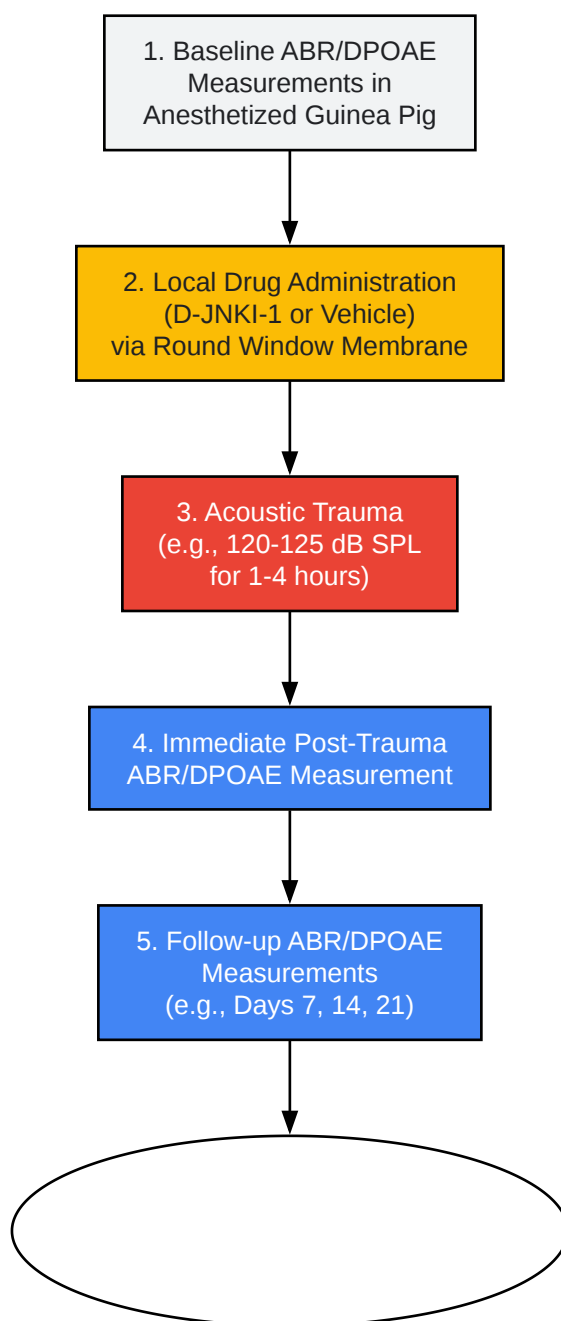 1. Baseline ABR/DPOAE
Measurements in
Anesthetized Guinea Pig
2. Local Drug Administration
(D-JNKI-1 or Vehicle)
via Round Window Membrane
3. Acoustic Trauma
(e.g., 120-125 dB SPL
for 1-4 hours)
4. Immediate Post-Trauma
ABR/DPOAE Measurement
5. Follow-up ABR/DPOAE
Measurements
(e.g., Days 7, 14, 21)